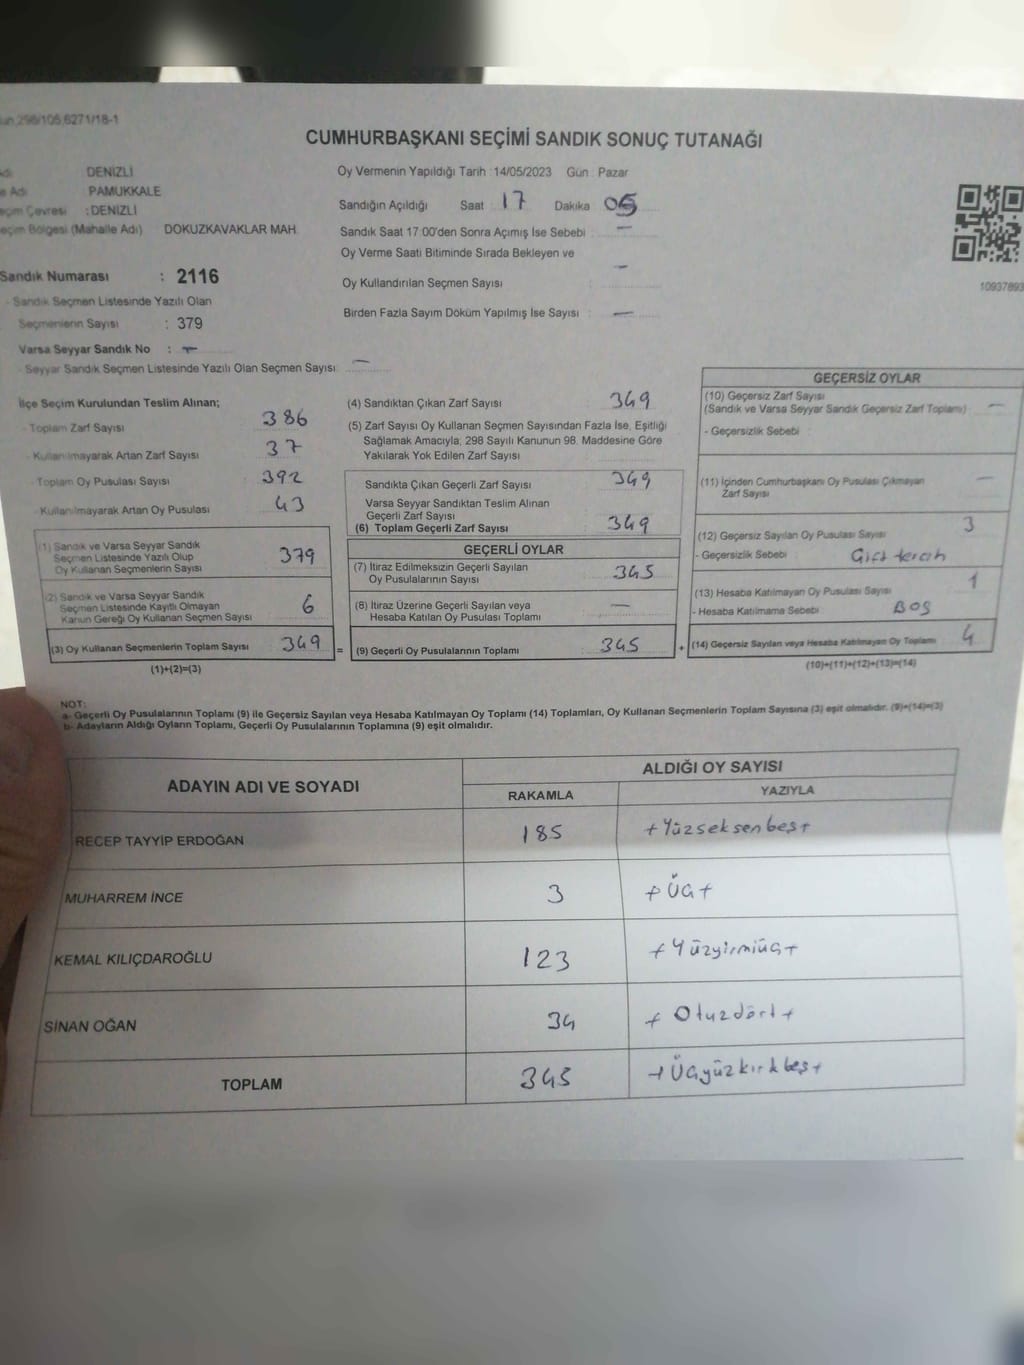 298/105,6271/18-1
CUMHURBAŞKANI SEÇİMİ SANDIK SONUÇ TUTANAĞI
DENİZLİ
Adı PAMUKKALE
Seçim Çevresi : DENİZLİ
Seçim Bölgesi (Mahalle Adı) DOKUZKAVAKLAR MAH.
Oy Vermenin Yapıldığı Tarih : 14/05/2023 Gün : Pazar
Sandığın Açıldığı Saat 17 Dakika 05
Sandık Saat 17:00'den Sonra Açımış İse Sebebi : —
Oy Verme Saati Bitiminde Sırada Bekleyen ve
Oy Kullandırılan Seçmen Sayısı : —
Birden Fazla Sayım Döküm Yapılmış İse Sayısı : —
10937893
Sandık Numarası : 2116
- Sandık Seçmen Listesinde Yazılı Olan
Seçmenlerin Sayısı : 379
Varsa Seyyar Sandık No : —
- Seyyar Sandık Seçmen Listesinde Yazılı Olan Seçmen Sayısı : —
İlçe Seçim Kurulundan Teslim Alınan;
- Toplam Zarf Sayısı 386
- Kullanılmayarak Artan Zarf Sayısı 37
- Toplam Oy Pusulası Sayısı 392
- Kullanılmayarak Artan Oy Pusulası 43
(1) Sandık ve Varsa Seyyar Sandık
Seçmen Listesinde Yazılı Olup
Oy Kullanan Seçmenlerin Sayısı 379
(2) Sandık ve Varsa Seyyar Sandık
Seçmen Listesinde Kayıtlı Olmayan
Kanun Gereği Oy Kullanan Seçmen Sayısı 6
(3) Oy Kullanan Seçmenlerin Toplam Sayısı 349
(1)+(2)=(3)
(4) Sandıktan Çıkan Zarf Sayısı 349
(5) Zarf Sayısı Oy Kullanan Seçmen Sayısından Fazla İse, Eşitliği
Sağlamak Amacıyla, 298 Sayılı Kanunun 98. Maddesine Göre
Yakılarak Yok Edilen Zarf Sayısı
Sandıkta Çıkan Geçerli Zarf Sayısı 349
Varsa Seyyar Sandıktan Teslim Alınan
Geçerli Zarf Sayısı
(6) Toplam Geçerli Zarf Sayısı 349
GEÇERLİ OYLAR
(7) İtiraz Edilmeksizin Geçerli Sayılan
Oy Pusulalarının Sayısı : 345
(8) İtiraz Üzerine Geçerli Sayılan veya
Hesaba Katılan Oy Pusulası Toplamı : —
= (9) Geçerli Oy Pusulalarının Toplamı : 345 +
GEÇERSİZ OYLAR
(10) Geçersiz Zarf Sayısı
(Sandık ve Varsa Seyyar Sandık Geçersiz Zarf Toplamı) —
- Geçersizlik Sebebi :
(11) İçinden Cumhurbaşkanı Oy Pusulası Çıkmayan
Zarf Sayısı —
(12) Geçersiz Sayılan Oy Pusulası Sayısı 3
- Geçersizlik Sebebi : Gift tercih
(13) Hesaba Katılmayan Oy Pusulası Sayısı 1
- Hesaba Katılmama Sebebi : BOŞ
(14) Geçersiz Sayılan veya Hesaba Katılmayan Oy Toplamı 4
(10)+(11)+(12)+(13)=(14)
NOT:
a- Geçerli Oy Pusulalarının Toplamı (9) ile Geçersiz Sayılan veya Hesaba Katılmayan Oy Toplamı (14) Toplamları, Oy Kullanan Seçmenlerin Toplam Sayısına (3) eşit olmalıdır. (9)+(14)=(3)
b- Adayların Aldığı Oyların Toplamı, Geçerli Oy Pusulalarının Toplamına (9) eşit olmalıdır.
ADAYIN ADI VE SOYADI ALDIĞI OY SAYISI
RAKAMLA YAZIYLA
RECEP TAYYİP ERDOĞAN 185 +Yüzseksenbeş+
MUHARREM İNCE 3 +Üç+
KEMAL KILIÇDAROĞLU 123 +Yüzyirmiüç+
SİNAN OĞAN 34 + Otuzdört +
TOPLAM 345 +Üçyüzkırkbeş+